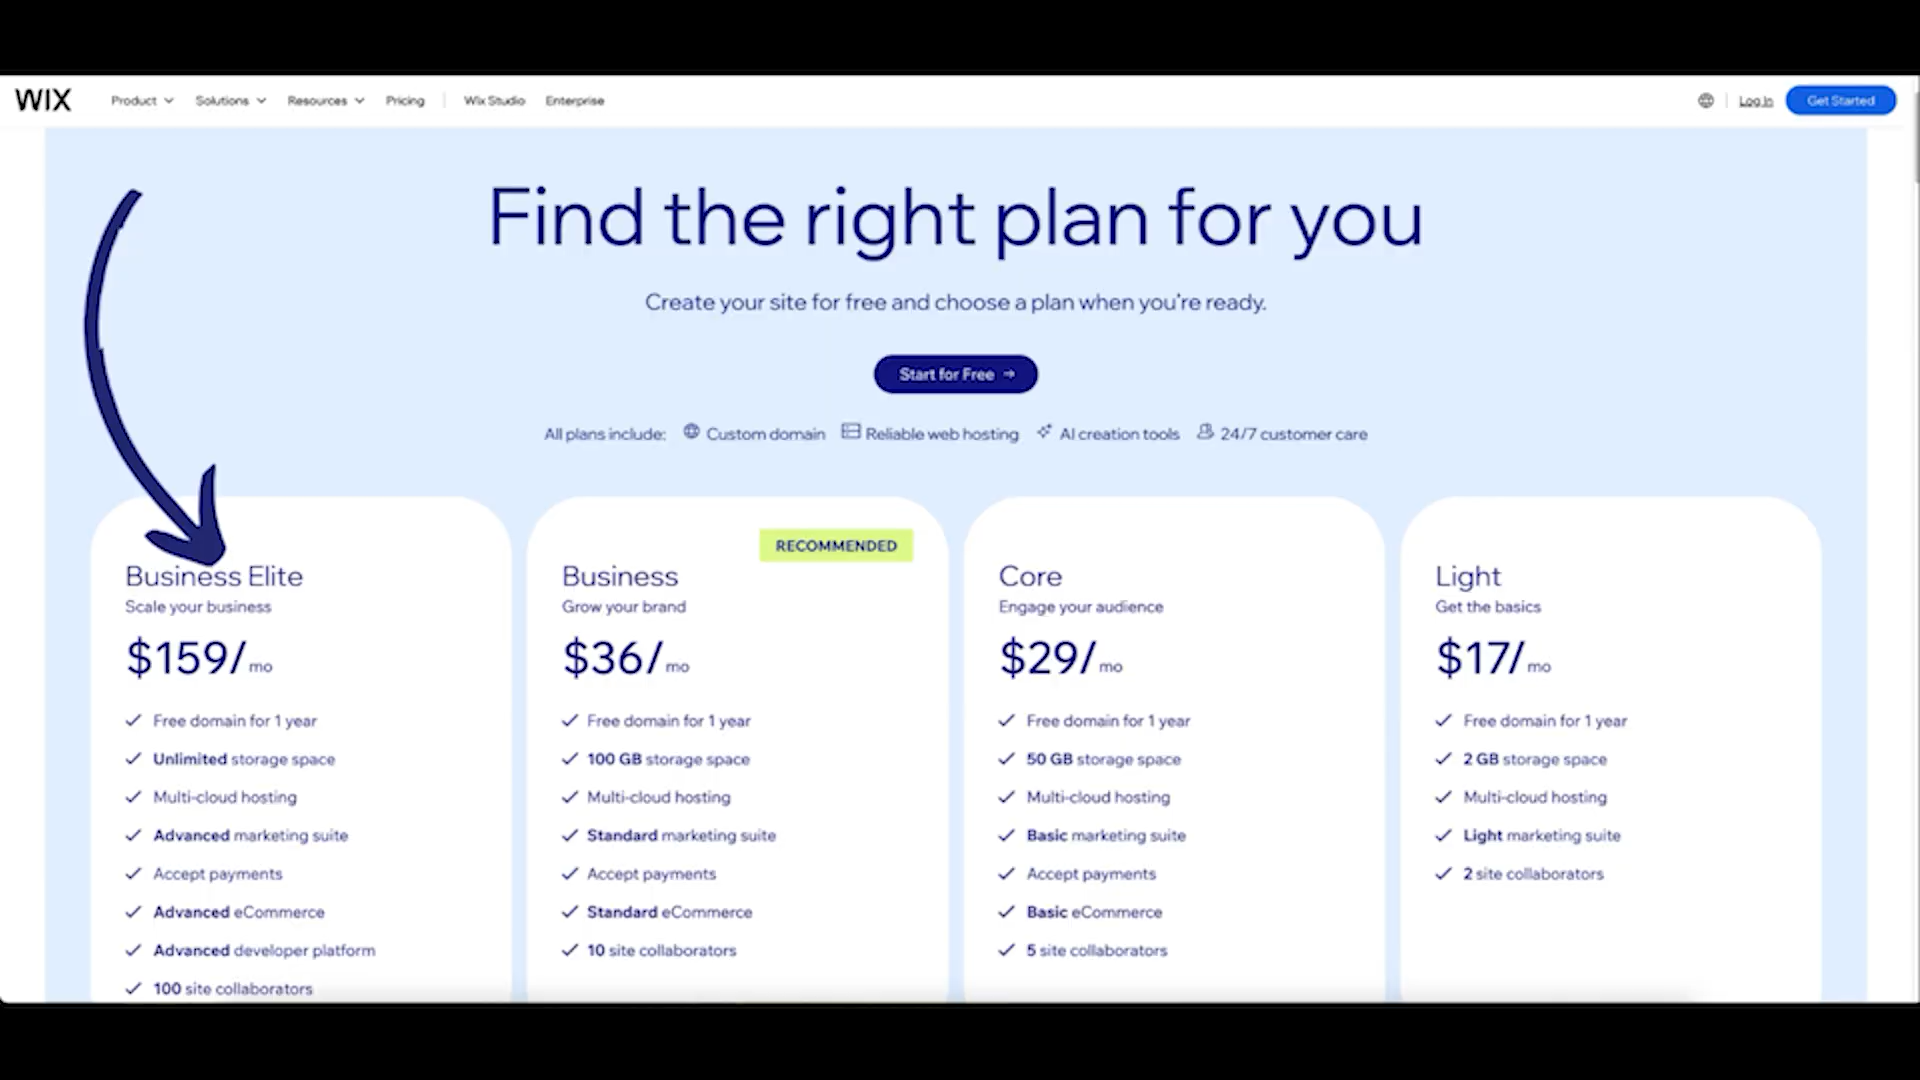 WIX
Product
Solutions
Resources
Pricing
Wix Studio
Enterprise
Log In
Get Started
Find the right plan for you
Create your site for free and choose a plan when you're ready.
Start for Free →
All plans include: Custom domain Reliable web hosting AI creation tools 24/7 customer care
Business Elite
Scale your business
$159/mo
Free domain for 1 year
Unlimited storage space
Multi-cloud hosting
Advanced marketing suite
Accept payments
Advanced eCommerce
Advanced developer platform
100 site collaborators
RECOMMENDED
Business
Grow your brand
$36/mo
Free domain for 1 year
100 GB storage space
Multi-cloud hosting
Standard marketing suite
Accept payments
Standard eCommerce
10 site collaborators
Core
Engage your audience
$29/mo
Free domain for 1 year
50 GB storage space
Multi-cloud hosting
Basic marketing suite
Accept payments
Basic eCommerce
5 site collaborators
Light
Get the basics
$17/mo
Free domain for 1 year
2 GB storage space
Multi-cloud hosting
Light marketing suite
2 site collaborators